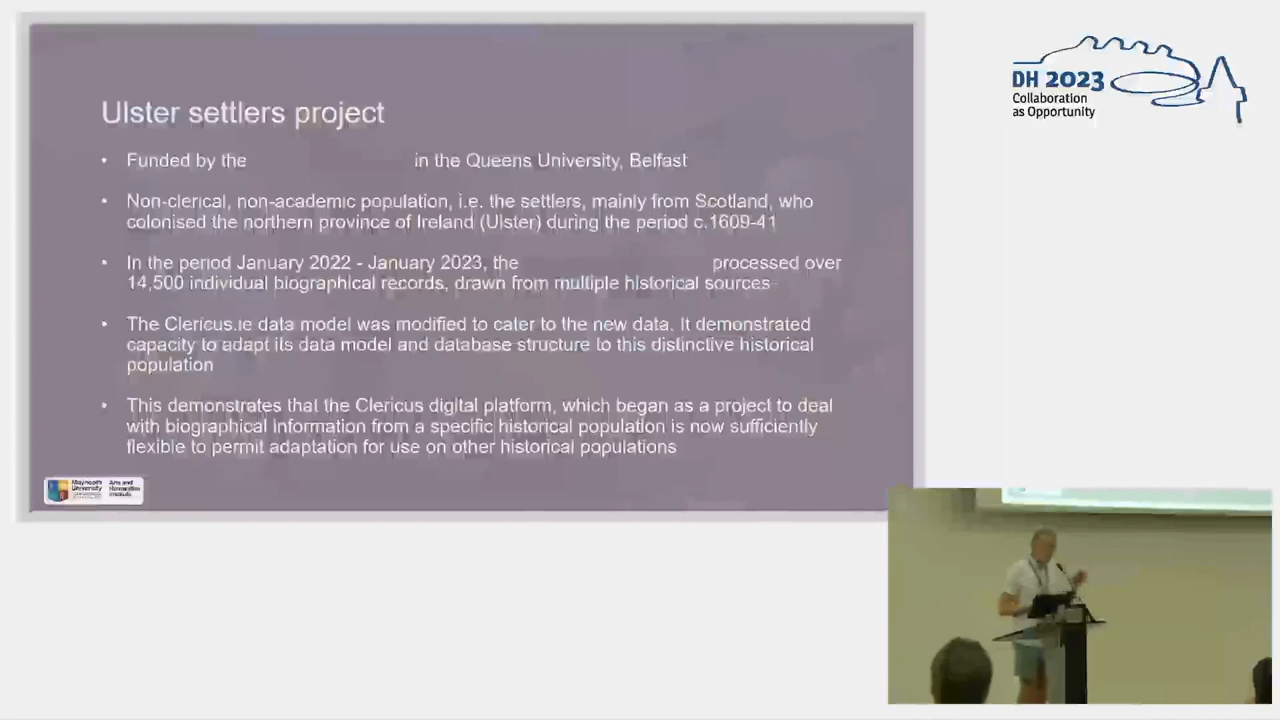 Ulster settlers project
• Funded by the in the Queens University, Belfast
• Non-clerical, non-academic population, i.e. the settlers, mainly from Scotland, who
colonised the northern province of Ireland (Ulster) during the period c.1609-41
• In the period January 2022 - January 2023, the processed over
14,500 individual biographical records, drawn from multiple historical sources
• The Clericus.ie data model was modified to cater to the new data. It demonstrated
capacity to adapt its data model and database structure to this distinctive historical
population
• This demonstrates that the Clericus digital platform, which began as a project to deal
with biographical information from a specific historical population is now sufficiently
flexible to permit adaptation for use on other historical populations
Maynooth
University
Arts and
Humanities
Institute
DH 2023
Collaboration
as Opportunity